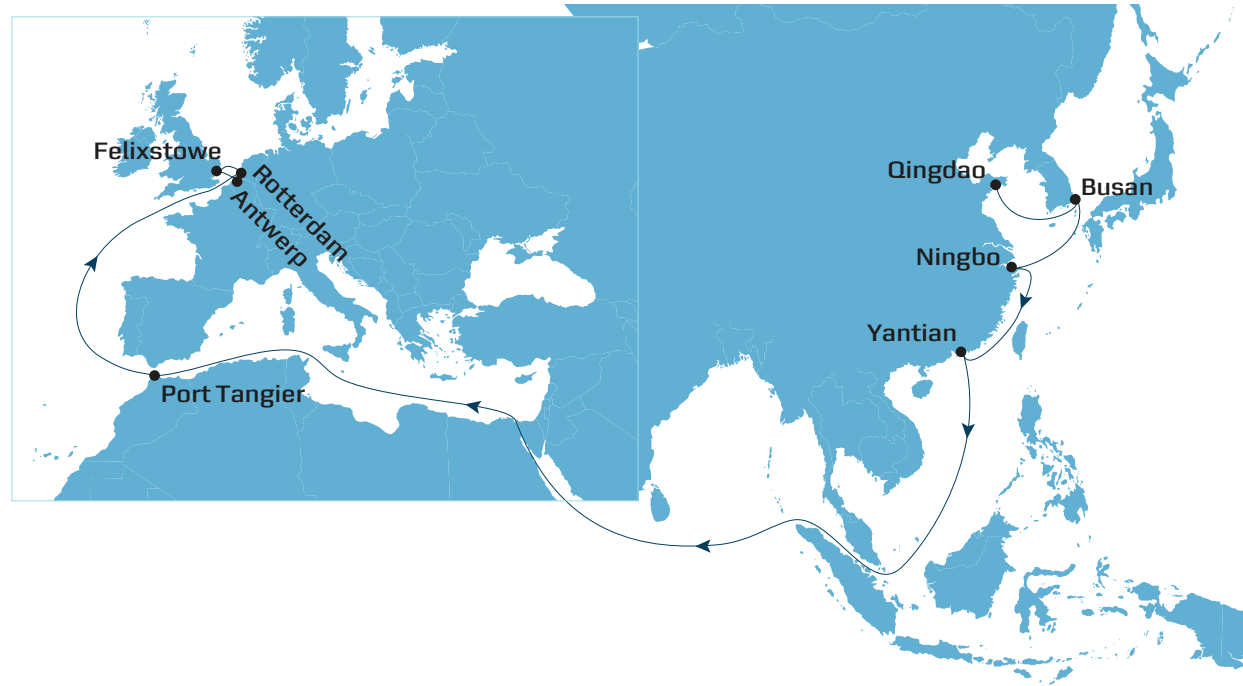 Felixstowe
Rotterdam
Antwerp
Port Tangier
Qingdao
Busan
Ningbo
Yantian